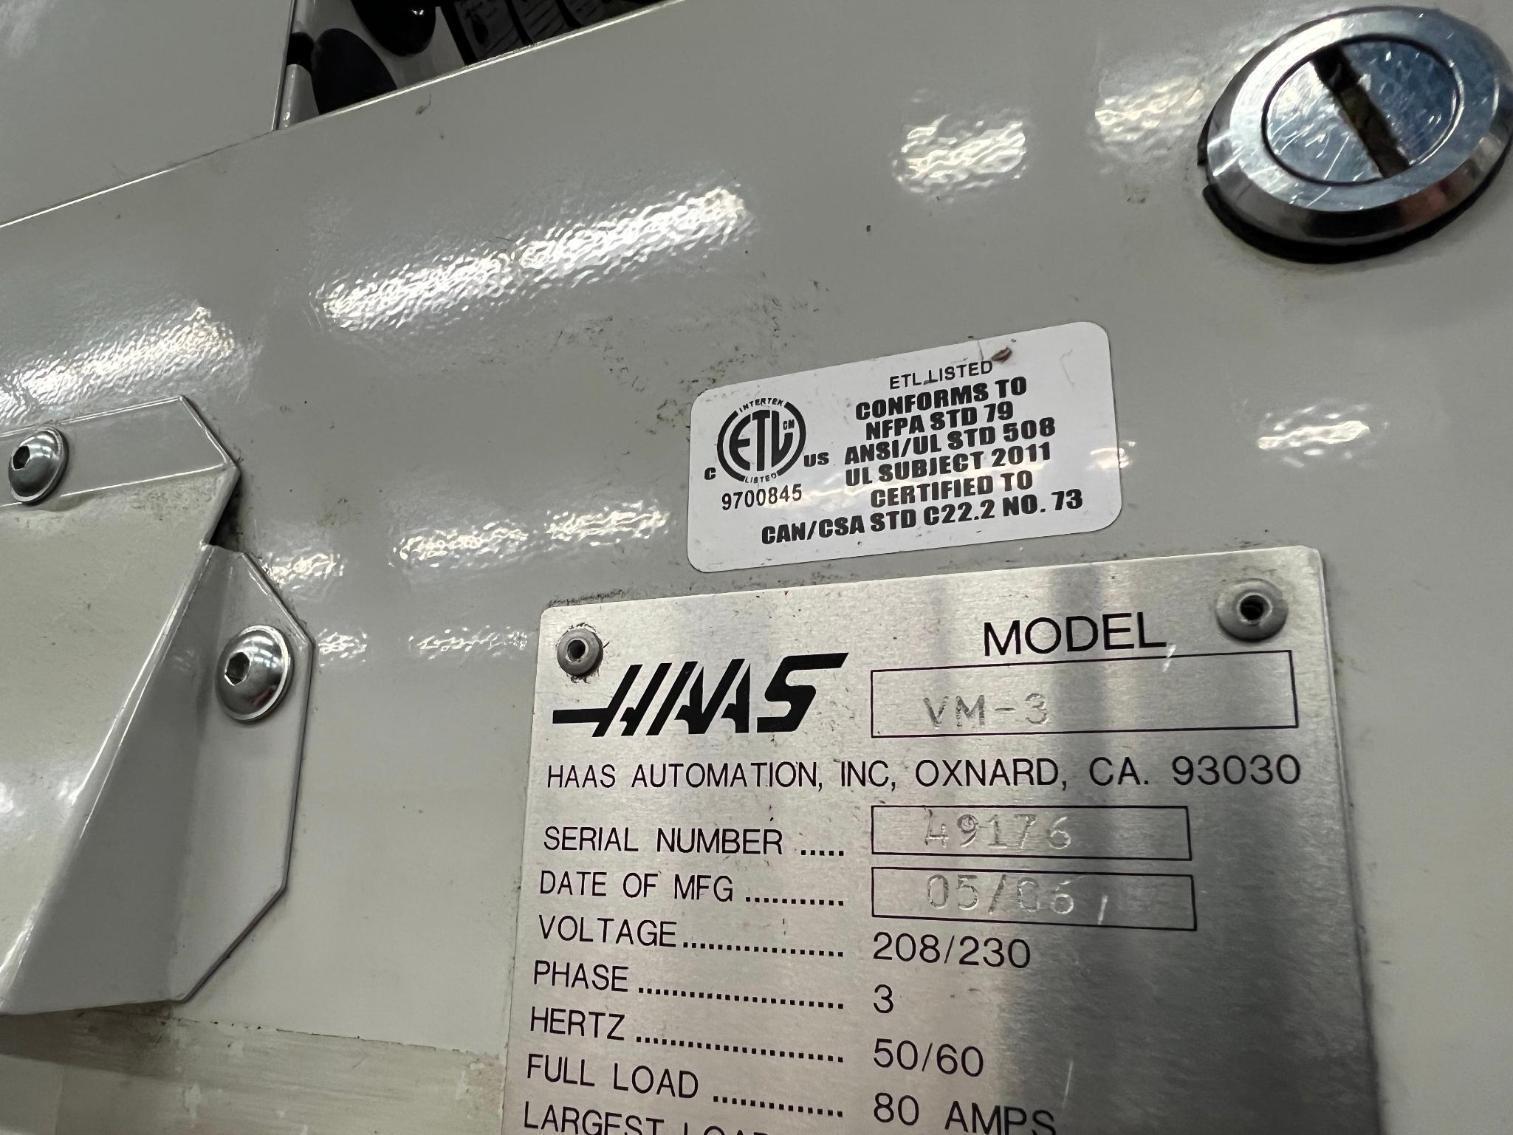 ETL LISTED
CONFORMS TO
NFPA STD 79
ANSI/UL STD 508
UL SUBJECT 2011
CERTIFIED TO
CAN/CSA STD C22.2 NO. 73
INTERTEK
ETL CM
LISTED
C US
9700845
HAAS
MODEL
VM-3
HAAS AUTOMATION, INC, OXNARD, CA. 93030
SERIAL NUMBER ..... 49176
DATE OF MFG ........... 05/06
VOLTAGE.................. 208/230
PHASE ....................... 3
HERTZ ....................... 50/60
FULL LOAD .............. 80 AMPS
LARGEST